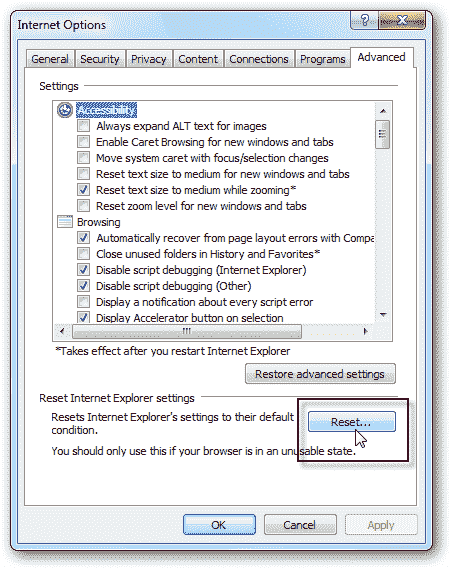 Internet Options
General
Security
Privacy
Content
Connections
Programs
Advanced
Settings
Accessibility
Always expand ALT text for images
Enable Caret Browsing for new windows and tabs
Move system caret with focus/selection changes
Reset text size to medium for new windows and tabs
Reset text size to medium while zooming*
Reset zoom level for new windows and tabs
Browsing
Automatically recover from page layout errors with Compa
Close unused folders in History and Favorites*
Disable script debugging (Internet Explorer)
Disable script debugging (Other)
Display a notification about every script error
Display Accelerator button on selection
*Takes effect after you restart Internet Explorer
Restore advanced settings
Reset Internet Explorer settings
Resets Internet Explorer's settings to their default
condition.
Reset...
You should only use this if your browser is in an unusable state.
OK
Cancel
Apply